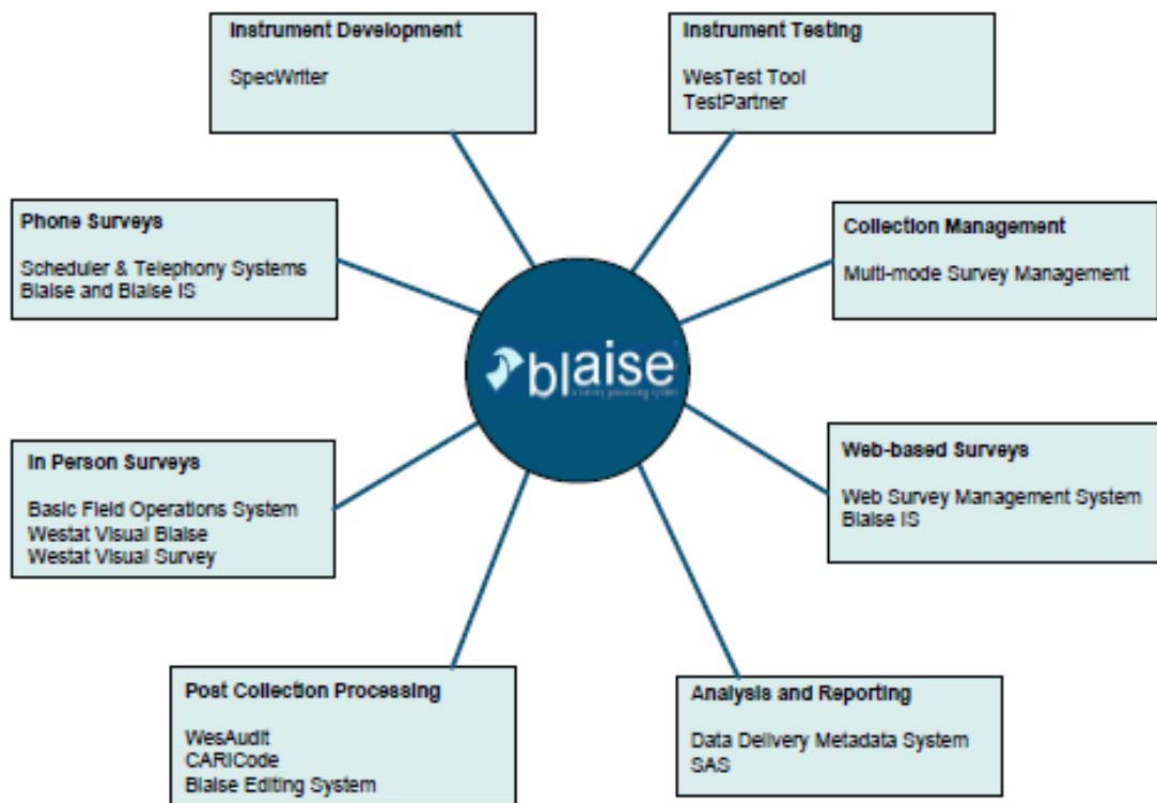 Instrument Development
SpecWriter
Instrument Testing
WesTest Tool
TestPartner
Phone Surveys
Scheduler & Telephony Systems
Blaise and Blaise IS
Collection Management
Multi-mode Survey Management
blaise
a survey processing system
In Person Surveys
Basic Field Operations System
Westat Visual Blaise
Westat Visual Survey
Web-based Surveys
Web Survey Management System
Blaise IS
Post Collection Processing
WesAudit
CARICode
Blaise Editing System
Analysis and Reporting
Data Delivery Metadata System
SAS